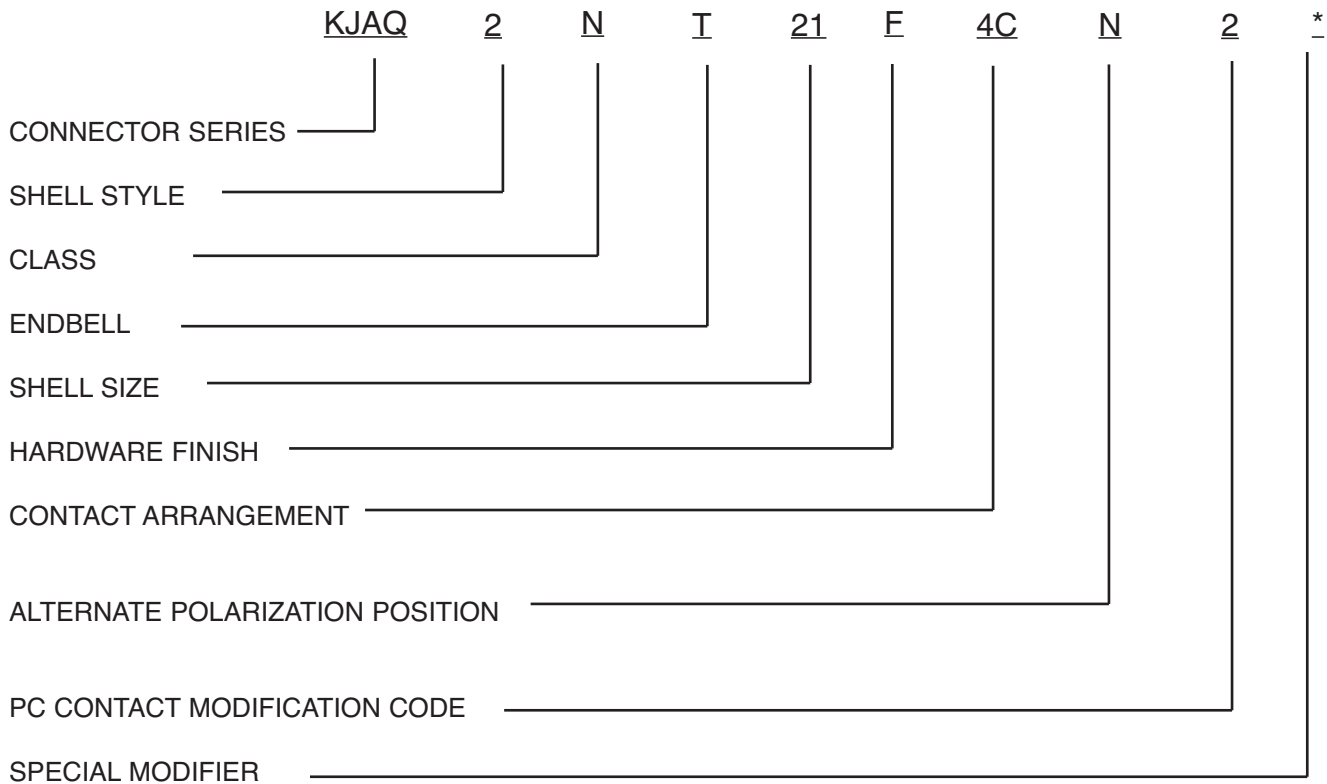 KJAQ 2 N T 21 F 4C N 2 *
CONNECTOR SERIES
SHELL STYLE
CLASS
ENDBELL
SHELL SIZE
HARDWARE FINISH
CONTACT ARRANGEMENT
ALTERNATE POLARIZATION POSITION
PC CONTACT MODIFICATION CODE
SPECIAL MODIFIER